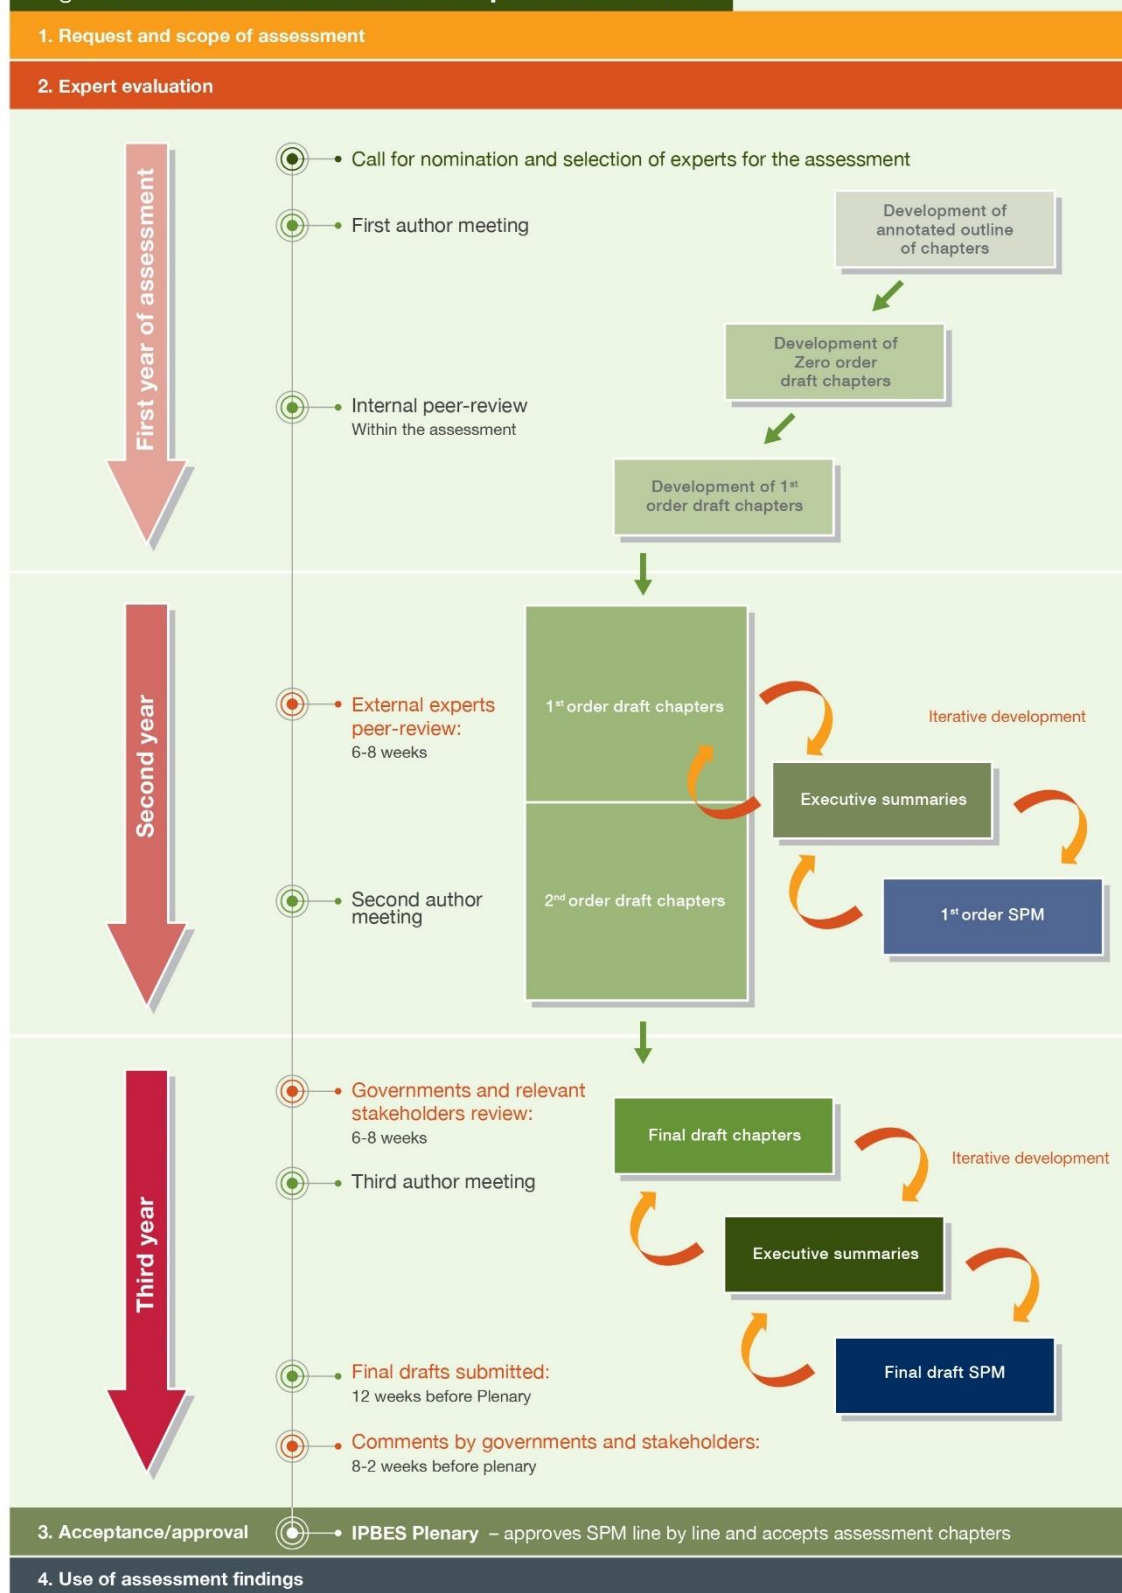 1. Request and scope of assessment
2. Expert evaluation
First year of assessment
Call for nomination and selection of experts for the assessment
First author meeting
Development of
annotated outline
of chapters
Development of
Zero order
draft chapters
Internal peer-review
Within the assessment
Development of 1st
order draft chapters
Second year
External experts
peer-review:
6-8 weeks
1st order draft chapters
Iterative development
Executive summaries
Second author
meeting
2nd order draft chapters
1st order SPM
Third year
Governments and relevant
stakeholders review:
6-8 weeks
Final draft chapters
Iterative development
Third author meeting
Executive summaries
Final drafts submitted:
12 weeks before Plenary
Final draft SPM
Comments by governments and stakeholders:
8-2 weeks before plenary
3. Acceptance/approval
IPBES Plenary – approves SPM line by line and accepts assessment chapters
4. Use of assessment findings